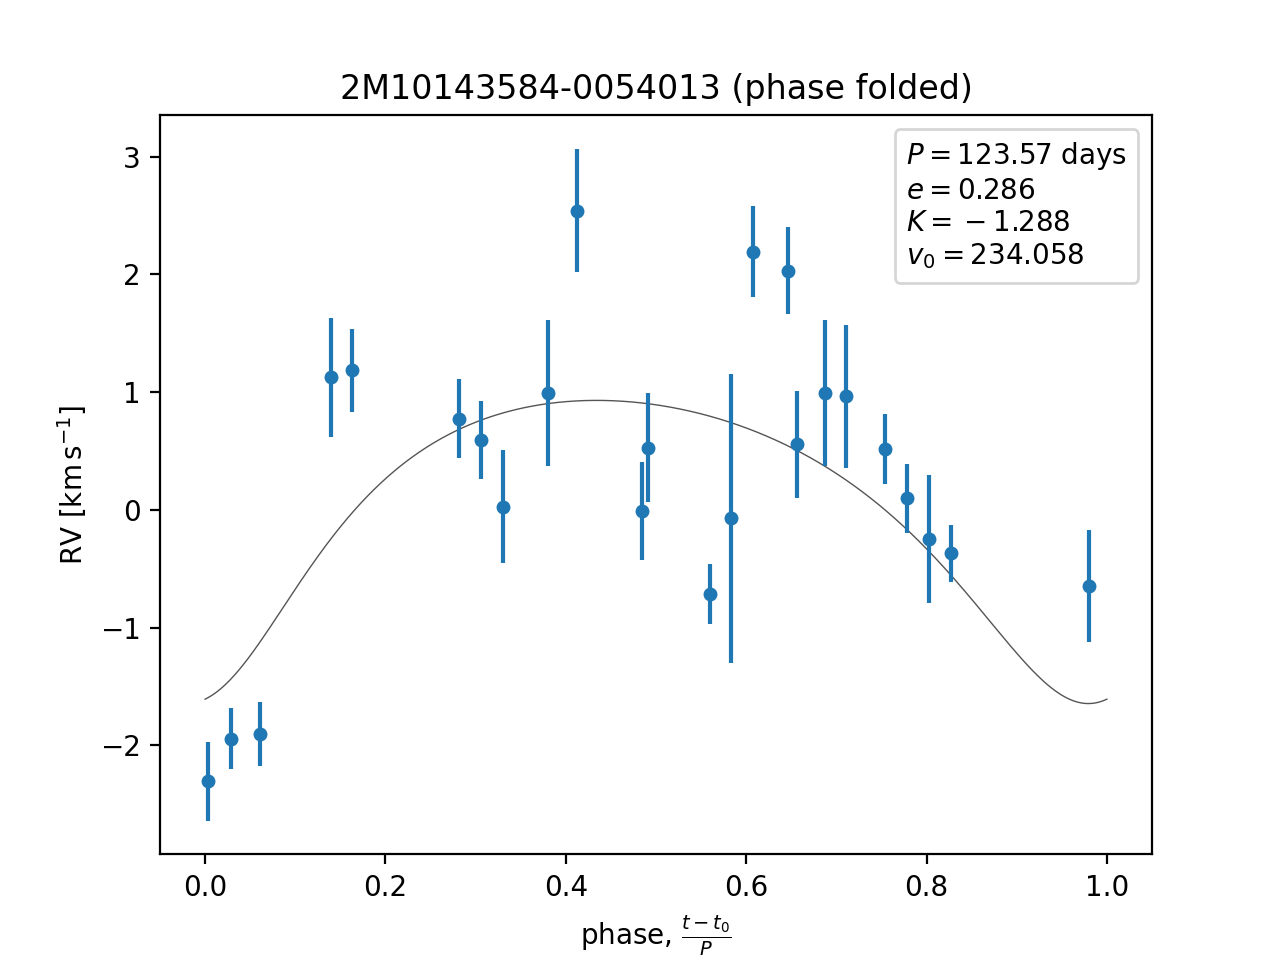 2M10143584-0054013 (phase folded)
P = 123.57 days
e = 0.286
K = −1.288
v₀ = 234.058
3
2
1
0
−1
−2
RV [km s⁻¹]
0.0 0.2 0.4 0.6 0.8 1.0
phase, (t − t₀)/P